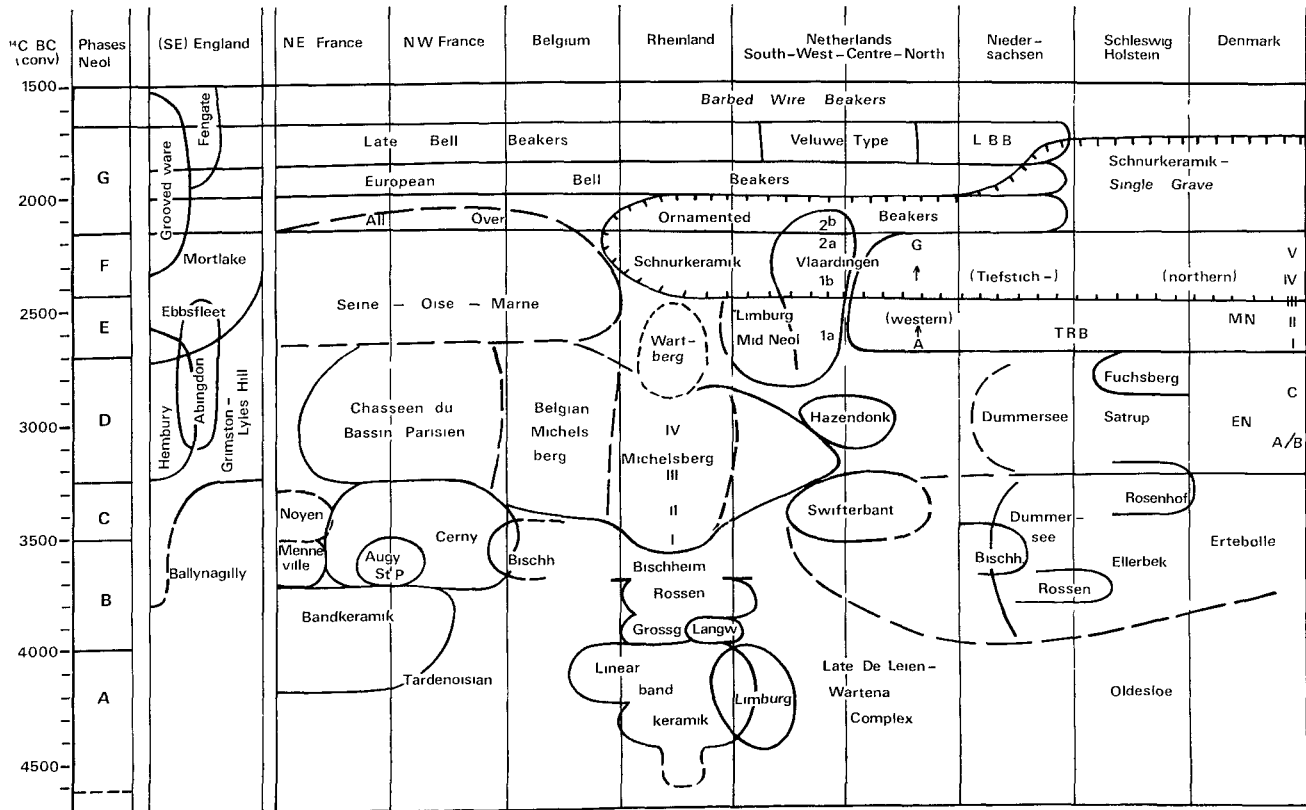 ¹⁴C BC
(conv)
Phases
Neol
(SE) England
NE France
NW France
Belgium
Rheinland
Netherlands
South-West-Centre-North
Nieder-
sachsen
Schleswig
Holstein
Denmark
1500
2000
2500
3000
3500
4000
4500
G
F
E
D
C
B
A
Barbed Wire Beakers
Fengate
Grooved ware
Late Bell Beakers
Veluwe Type
L B B
Schnurkeramik-
Single Grave
European Bell Beakers
All Over Ornamented Beakers
2b
2a
1b
1a
Mortlake
Schnurkeramik
Vlaardingen
G
(Tiefstich-)
(northern)
V
IV
III
II
I
Ebbsfleet
Seine - Oise - Marne
Limburg
Mid Neol
(western)
A
TRB
MN
Wart-
berg
Hembury
Abingdon
Grimston-
Lyles Hill
Chasseen du
Bassin Parisien
Belgian
Michels
berg
IV
Michelsberg
III
II
I
Hazendonk
Dummersee
Fuchsberg
Satrup
C
EN
A/B
Noyen
Menne
ville
Augy
St P
Cerny
Bischh
Swifterbant
Dummer-
see
Rosenhof
Bischh
Ertebolle
Ellerbek
Rossen
Ballynagilly
Bischheim
Rossen
Bandkeramik
Grossg
Langw
Tardenoisian
Linear
band
keramik
Limburg
Late De Leien-
Wartena
Complex
Oldesloe